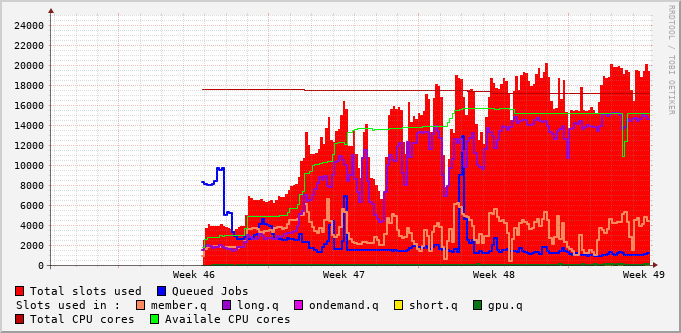 24000
22000
20000
18000
16000
14000
12000
10000
8000
6000
4000
2000
0
Week 46 Week 47 Week 48 Week 49
RRDTOOL / TOBI OETIKER
Total slots used Queued Jobs
Slots used in : member.q long.q ondemand.q short.q gpu.q
Total CPU cores Availale CPU cores